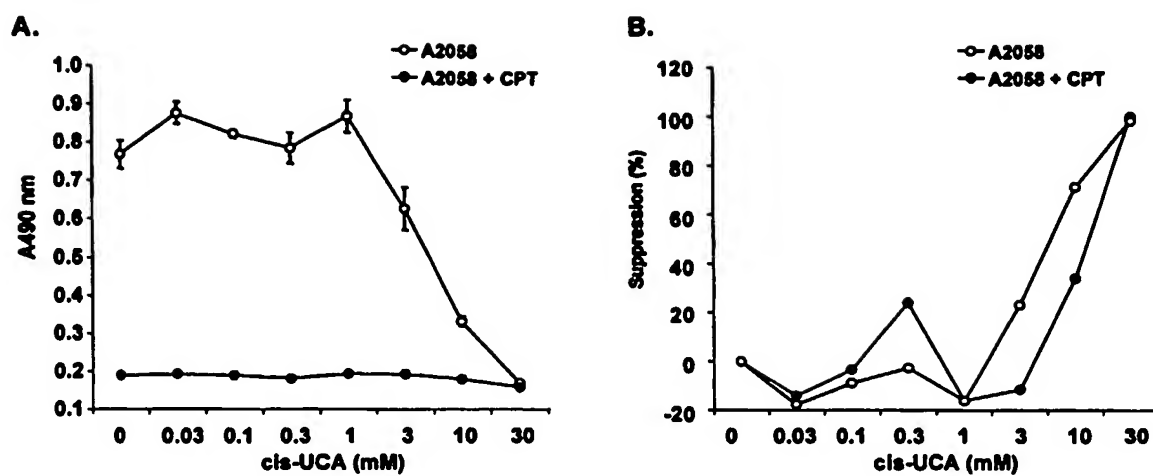 A.
A2058
A2058 + CPT
1.0
0.9
0.8
0.7
0.6
0.5
0.4
0.3
0.2
0.1
A490 nm
0 0.03 0.1 0.3 1 3 10 30
cis-UCA (mM)
B.
A2058
A2058 + CPT
120
100
80
60
40
20
0
-20
Suppression (%)
0 0.03 0.1 0.3 1 3 10 30
cis-UCA (mM)